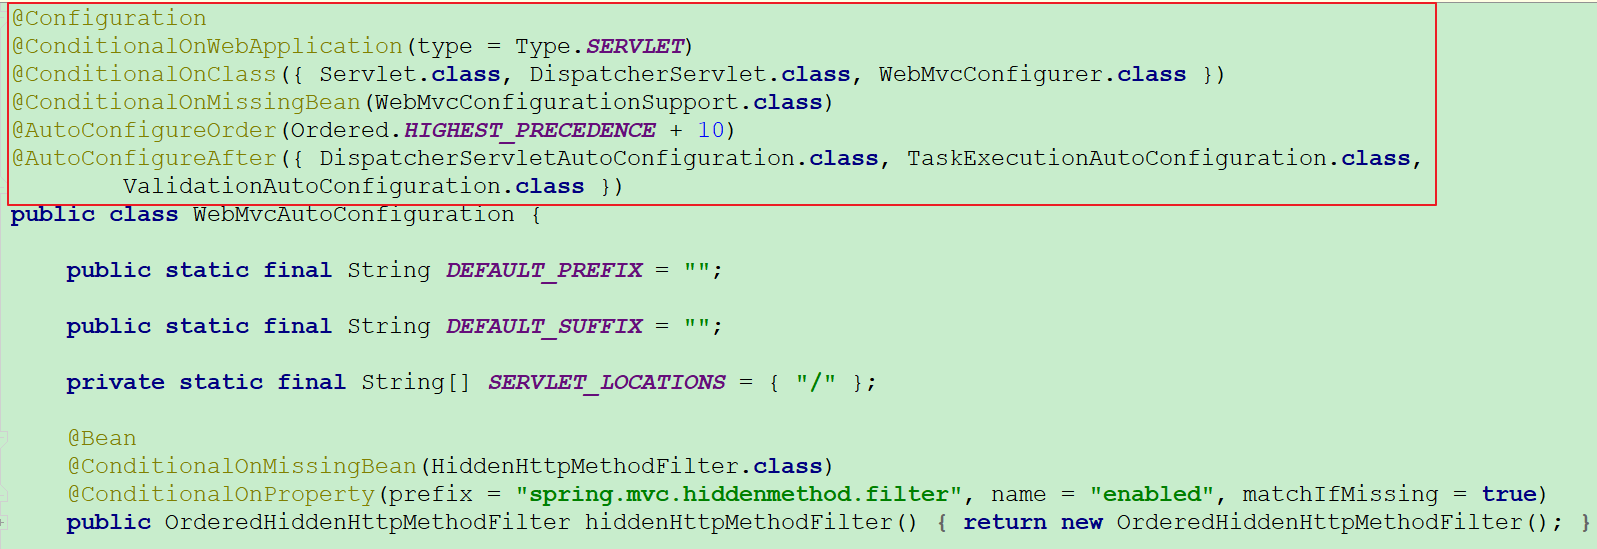 @Configuration
@ConditionalOnWebApplication(type = Type.SERVLET)
@ConditionalOnClass({ Servlet.class, DispatcherServlet.class, WebMvcConfigurer.class })
@ConditionalOnMissingBean(WebMvcConfigurationSupport.class)
@AutoConfigureOrder(Ordered.HIGHEST_PRECEDENCE + 10)
@AutoConfigureAfter({ DispatcherServletAutoConfiguration.class, TaskExecutionAutoConfiguration.class,
        ValidationAutoConfiguration.class })
public class WebMvcAutoConfiguration {
    public static final String DEFAULT_PREFIX = "";
    public static final String DEFAULT_SUFFIX = "";
    private static final String[] SERVLET_LOCATIONS = { "/" };
    @Bean
    @ConditionalOnMissingBean(HiddenHttpMethodFilter.class)
    @ConditionalOnProperty(prefix = "spring.mvc.hiddenmethod.filter", name = "enabled", matchIfMissing = true)
    public OrderedHiddenHttpMethodFilter hiddenHttpMethodFilter() { return new OrderedHiddenHttpMethodFilter(); }